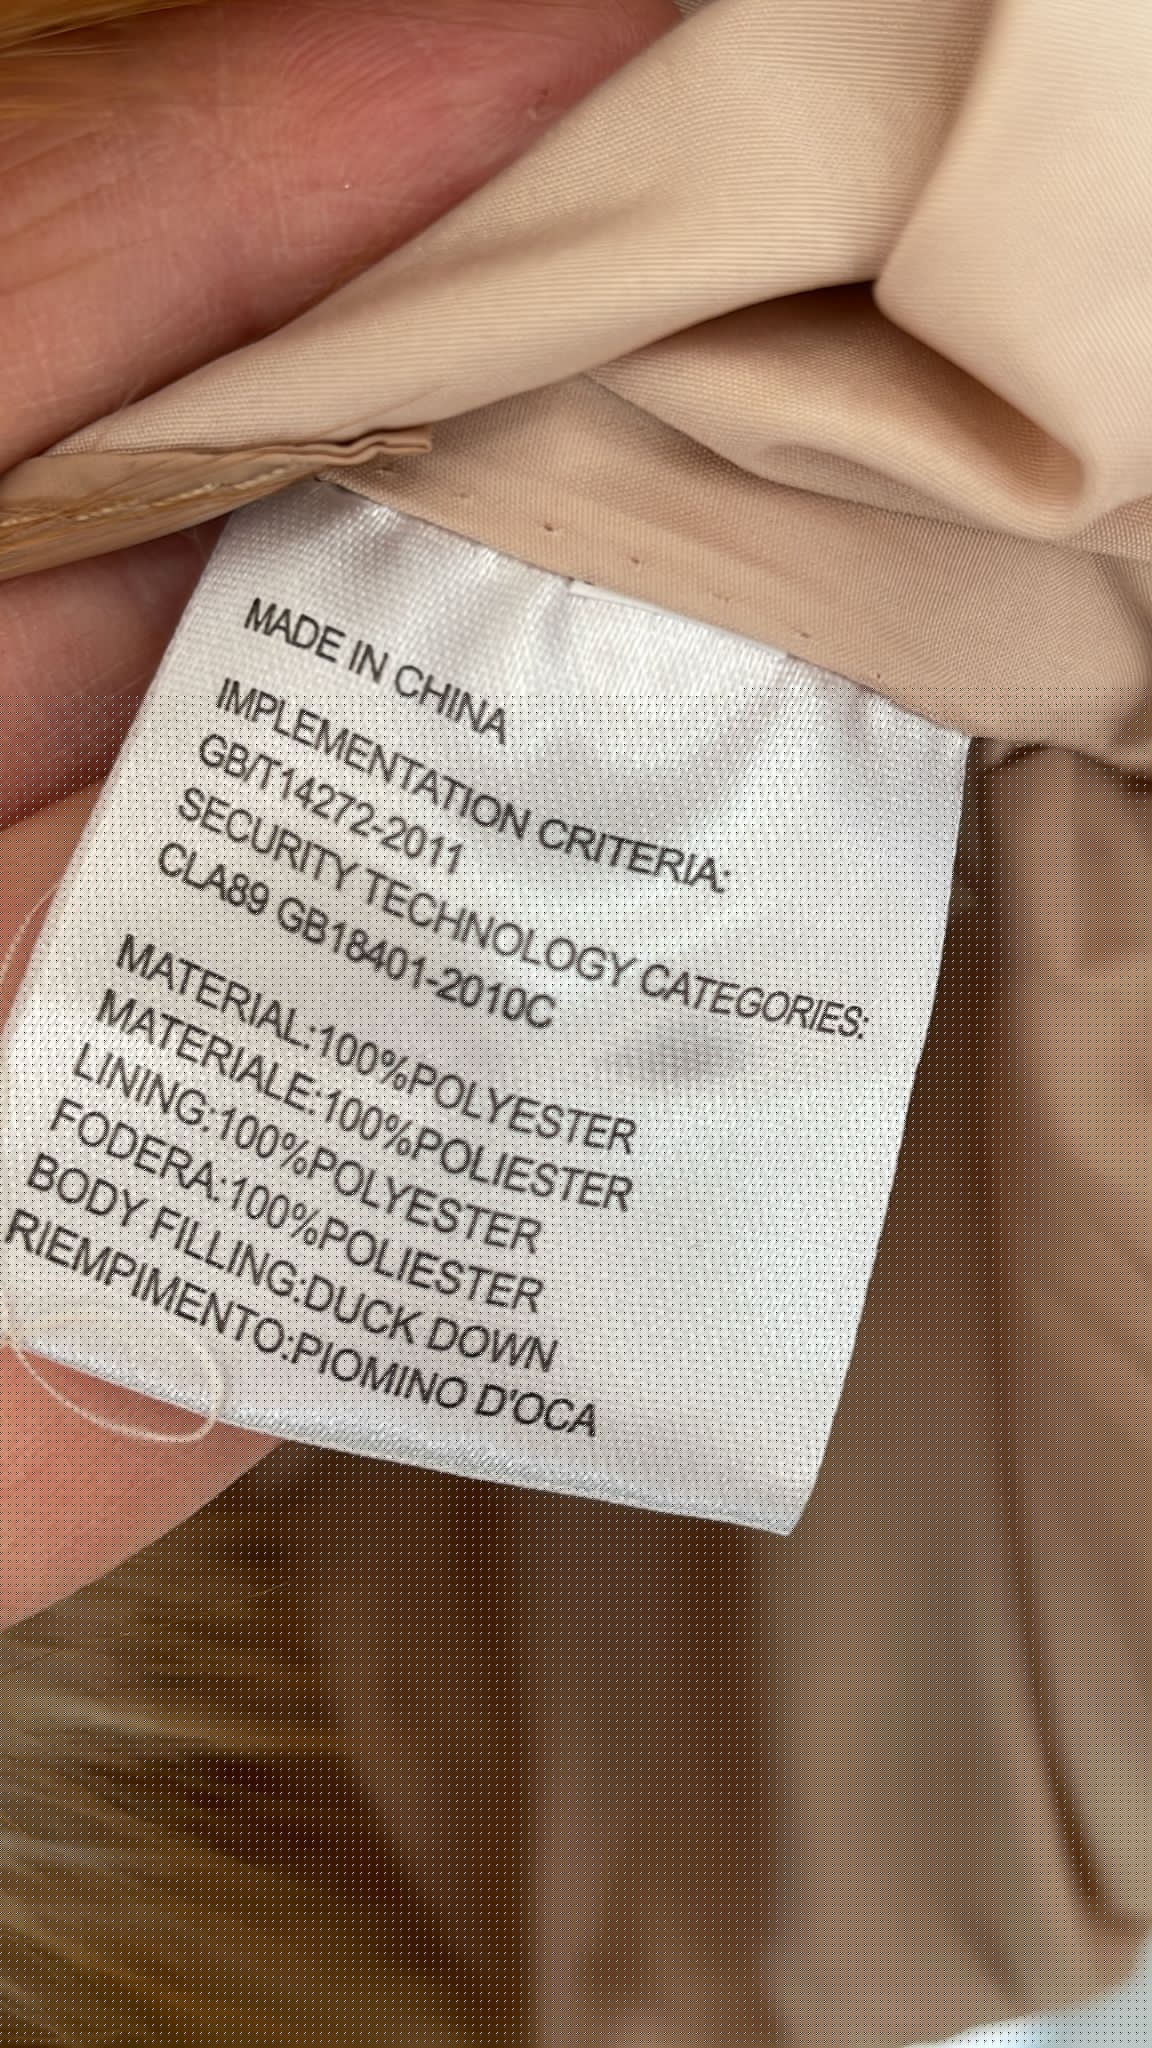 MADE IN CHINA
IMPLEMENTATION CRITERIA:
GB/T14272-2011
SECURITY TECHNOLOGY CATEGORIES:
CLA89 GB18401-2010C
MATERIAL:100%POLYESTER
MATERIALE:100%POLIESTER
LINING:100%POLYESTER
FODERA:100%POLIESTER
BODY FILLING:DUCK DOWN
RIEMPIMENTO:PIOMINO D'OCA